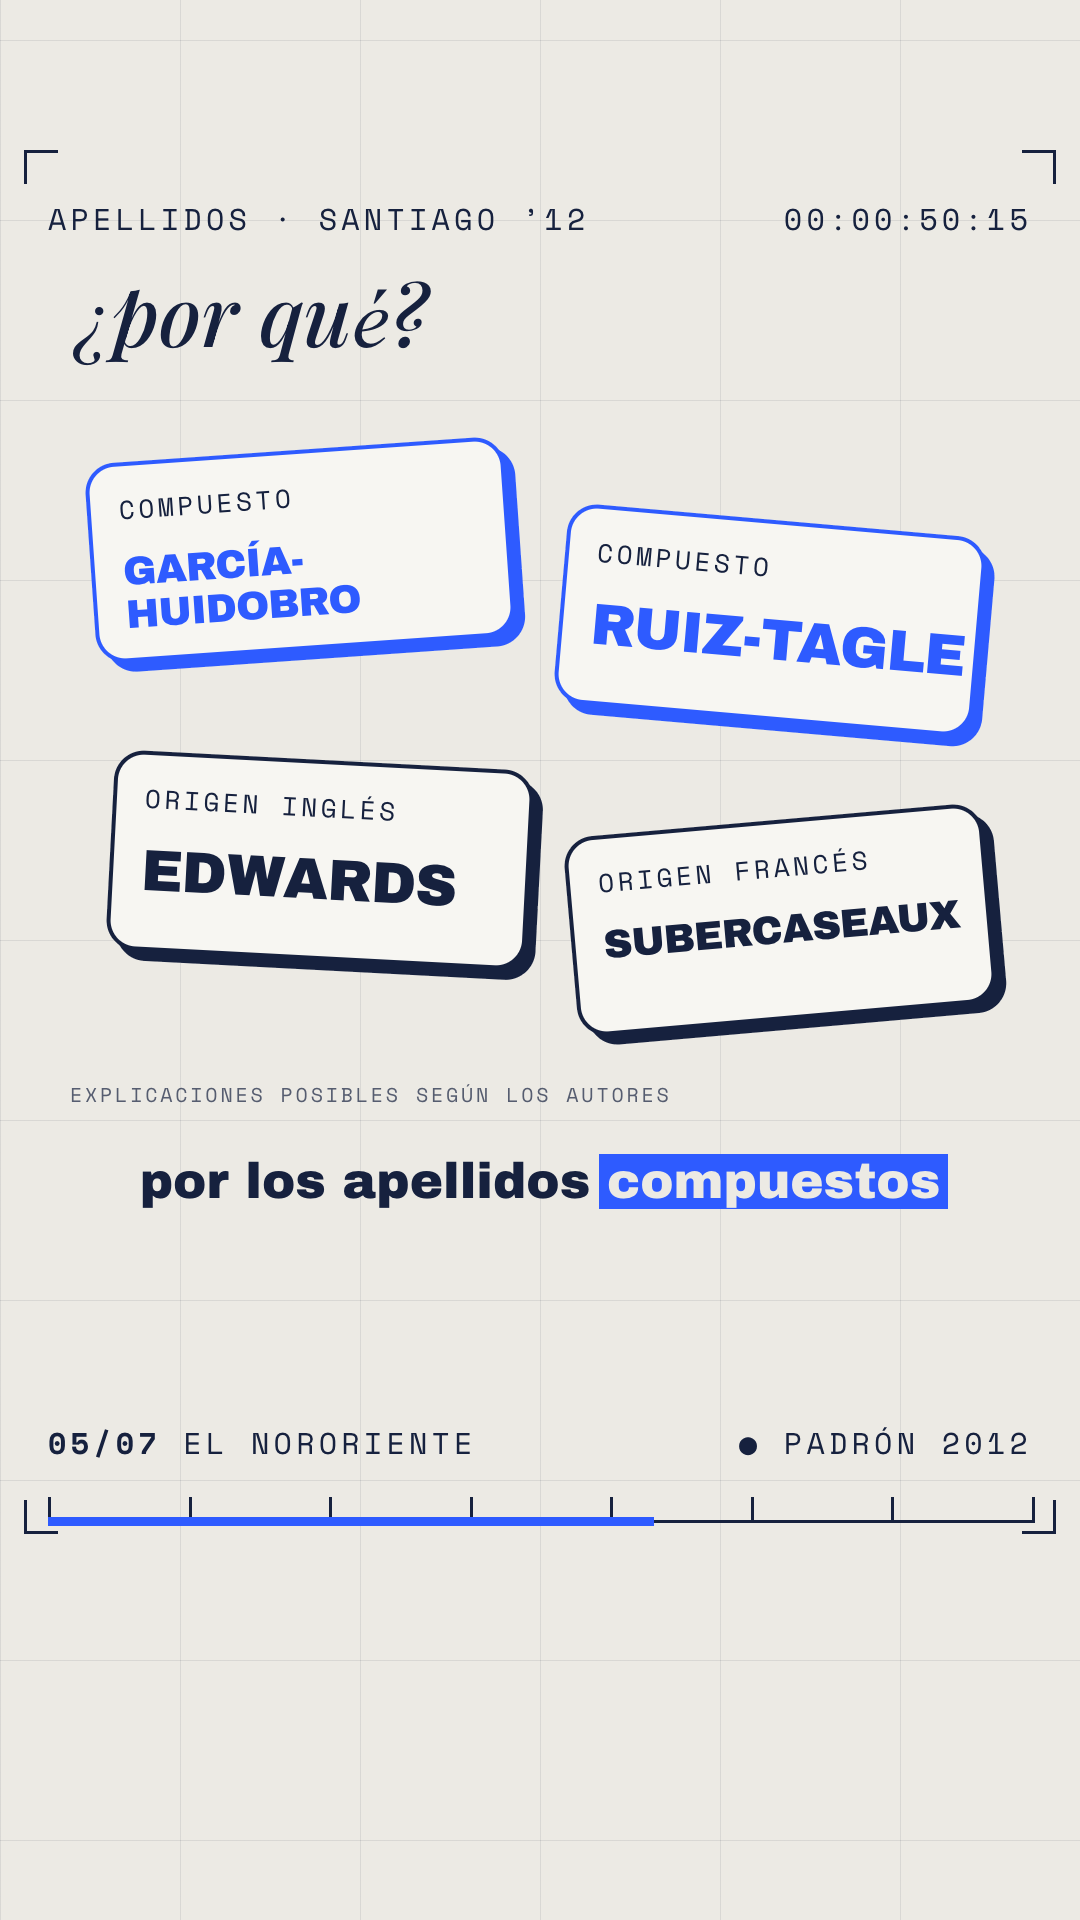 APELLIDOS · SANTIAGO ’12
00:00:50:15
¿por qué?
COMPUESTO
GARCÍA-
HUIDOBRO
COMPUESTO
RUIZ-TAGLE
ORIGEN INGLÉS
EDWARDS
ORIGEN FRANCÉS
SUBERCASEAUX
EXPLICACIONES POSIBLES SEGÚN LOS AUTORES
por los apellidos compuestos
05/07 EL NORORIENTE
● PADRÓN 2012